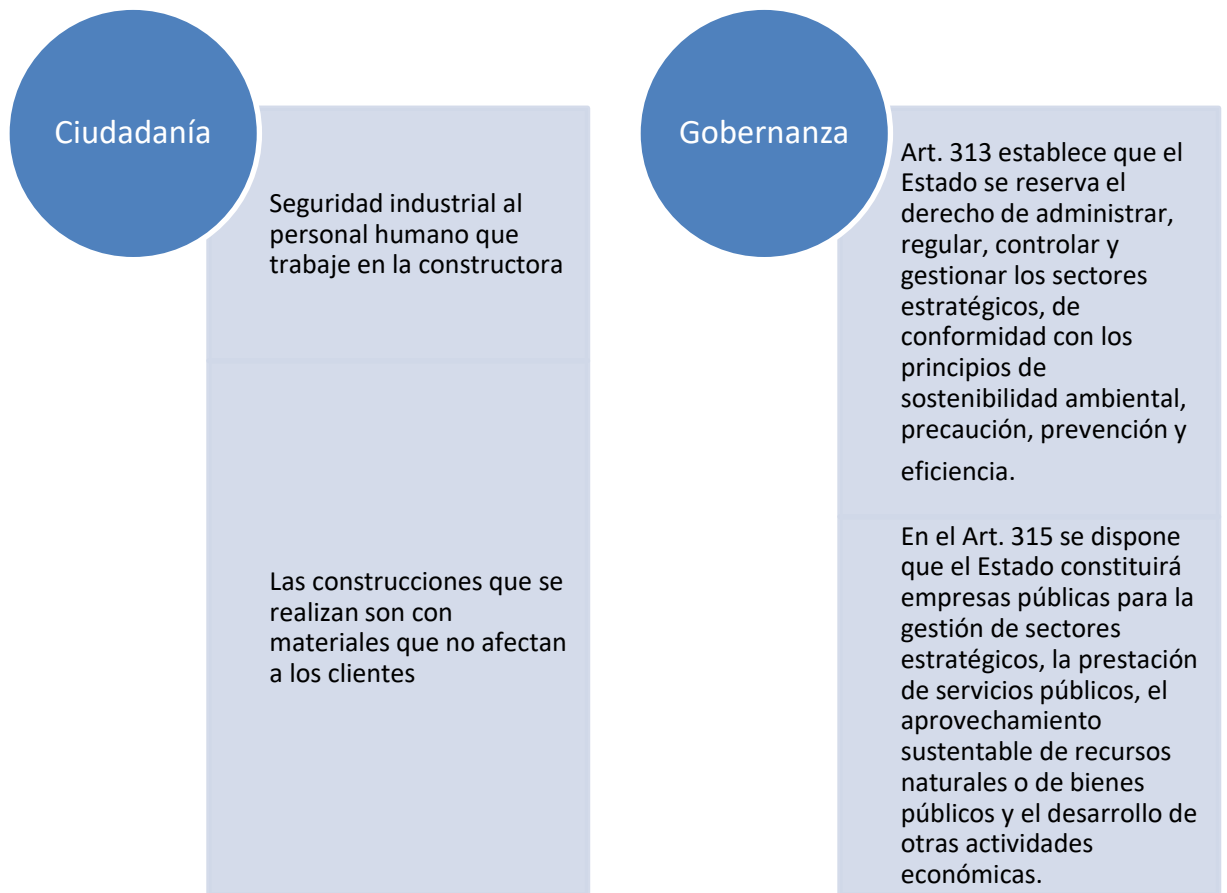 Ciudadanía
Seguridad industrial al
personal humano que
trabaje en la constructora
Las construcciones que se
realizan son con
materiales que no afectan
a los clientes
Gobernanza
Art. 313 establece que el
Estado se reserva el
derecho de administrar,
regular, controlar y
gestionar los sectores
estratégicos, de
conformidad con los
principios de
sostenibilidad ambiental,
precaución, prevención y
eficiencia.
En el Art. 315 se dispone
que el Estado constituirá
empresas públicas para la
gestión de sectores
estratégicos, la prestación
de servicios públicos, el
aprovechamiento
sustentable de recursos
naturales o de bienes
públicos y el desarrollo de
otras actividades
económicas.